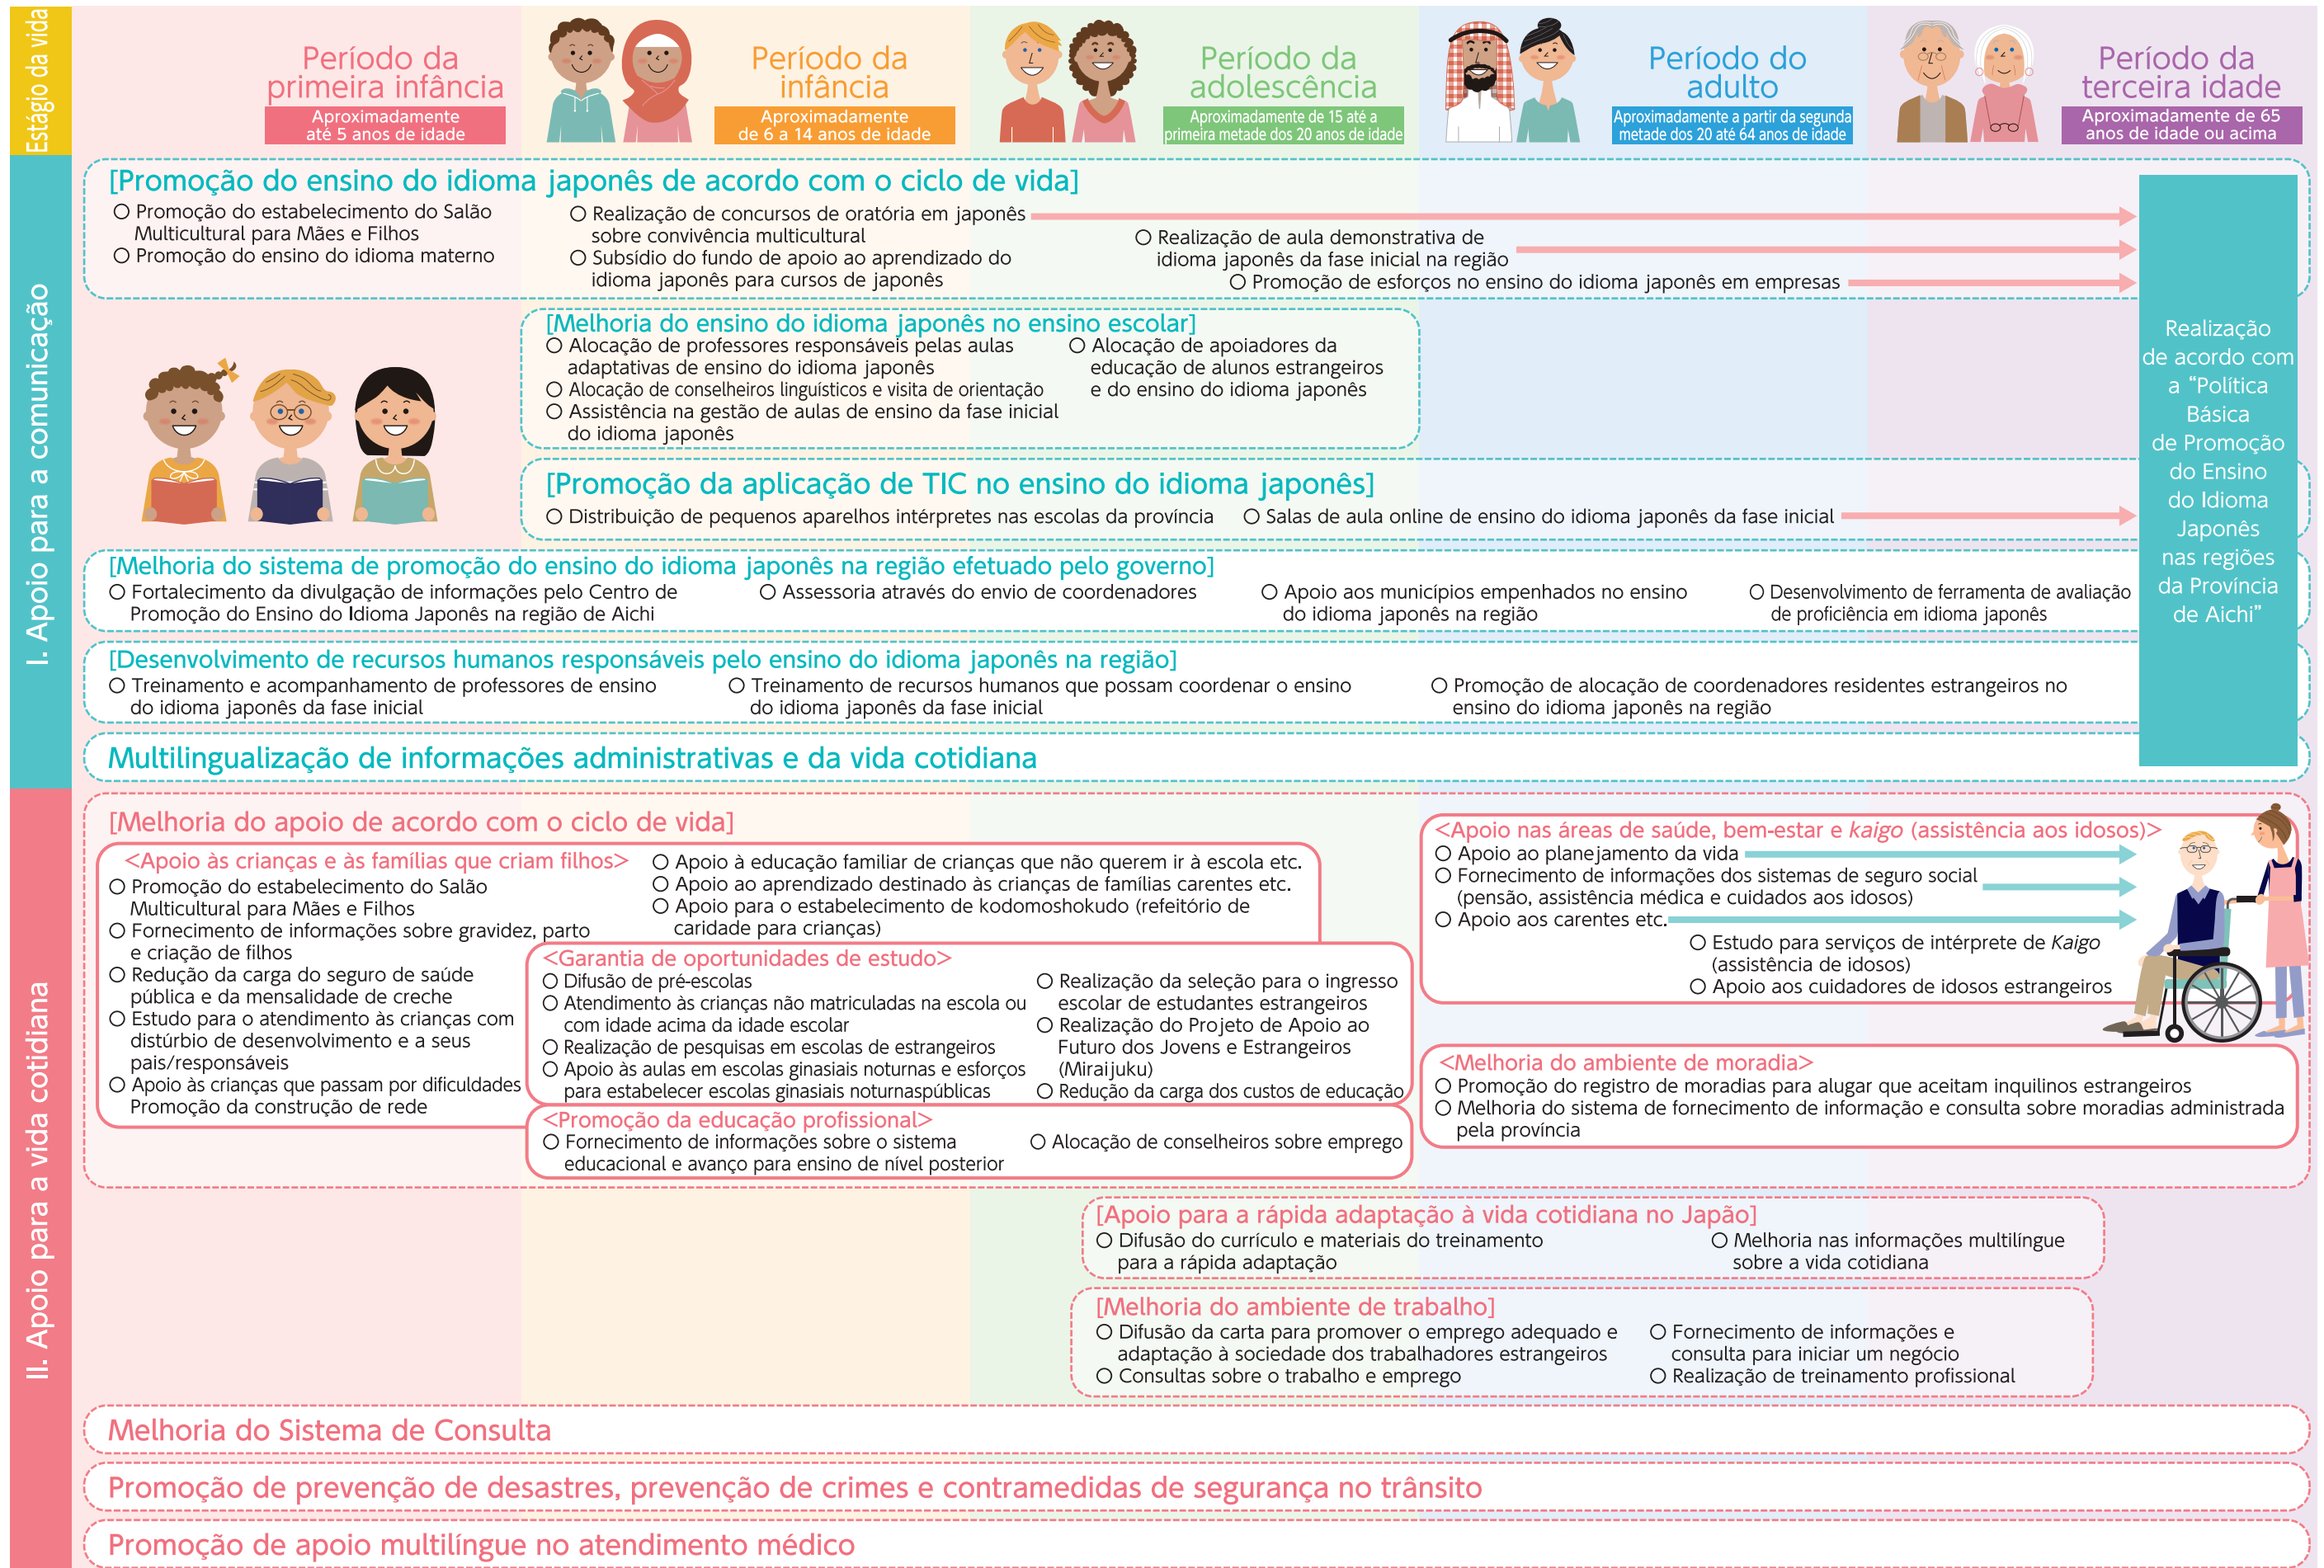 Estágio da vida
Período da
primeira infância
Aproximadamente
até 5 anos de idade
Período da
infância
Aproximadamente
de 6 a 14 anos de idade
Período da
adolescência
Aproximadamente de 15 até a
primeira metade dos 20 anos de idade
Período do
adulto
Aproximadamente a partir da segunda
metade dos 20 até 64 anos de idade
Período da
terceira idade
Aproximadamente de 65
anos de idade ou acima
I. Apoio para a comunicação
[Promoção do ensino do idioma japonês de acordo com o ciclo de vida]
○ Promoção do estabelecimento do Salão
Multicultural para Mães e Filhos
○ Promoção do ensino do idioma materno
○ Realização de concursos de oratória em japonês
sobre convivência multicultural
○ Subsídio do fundo de apoio ao aprendizado do
idioma japonês para cursos de japonês
○ Realização de aula demonstrativa de
idioma japonês da fase inicial na região
○ Promoção de esforços no ensino do idioma japonês em empresas
[Melhoria do ensino do idioma japonês no ensino escolar]
○ Alocação de professores responsáveis pelas aulas
adaptativas de ensino do idioma japonês
○ Alocação de conselheiros linguísticos e visita de orientação
○ Assistência na gestão de aulas de ensino da fase inicial
do idioma japonês
○ Alocação de apoiadores da
educação de alunos estrangeiros
e do ensino do idioma japonês
[Promoção da aplicação de TIC no ensino do idioma japonês]
○ Distribuição de pequenos aparelhos intérpretes nas escolas da província
○ Salas de aula online de ensino do idioma japonês da fase inicial
[Melhoria do sistema de promoção do ensino do idioma japonês na região efetuado pelo governo]
○ Fortalecimento da divulgação de informações pelo Centro de
Promoção do Ensino do Idioma Japonês na região de Aichi
○ Assessoria através do envio de coordenadores
○ Apoio aos municípios empenhados no ensino
do idioma japonês na região
○ Desenvolvimento de ferramenta de avaliação
de proficiência em idioma japonês
[Desenvolvimento de recursos humanos responsáveis pelo ensino do idioma japonês na região]
○ Treinamento e acompanhamento de professores de ensino
do idioma japonês da fase inicial
○ Treinamento de recursos humanos que possam coordenar o ensino
do idioma japonês da fase inicial
○ Promoção de alocação de coordenadores residentes estrangeiros no
ensino do idioma japonês na região
Multilingualização de informações administrativas e da vida cotidiana
Realização
de acordo com
a “Política
Básica
de Promoção
do Ensino
do Idioma
Japonês
nas regiões
da Província
de Aichi”
II. Apoio para a vida cotidiana
[Melhoria do apoio de acordo com o ciclo de vida]
<Apoio às crianças e às famílias que criam filhos>
○ Promoção do estabelecimento do Salão
Multicultural para Mães e Filhos
○ Fornecimento de informações sobre gravidez, parto
e criação de filhos
○ Redução da carga do seguro de saúde
pública e da mensalidade de creche
○ Estudo para o atendimento às crianças com
distúrbio de desenvolvimento e a seus
pais/responsáveis
○ Apoio às crianças que passam por dificuldades
Promoção da construção de rede
○ Apoio à educação familiar de crianças que não querem ir à escola etc.
○ Apoio ao aprendizado destinado às crianças de famílias carentes etc.
○ Apoio para o estabelecimento de kodomoshokudo (refeitório de
caridade para crianças)
<Garantia de oportunidades de estudo>
○ Difusão de pré-escolas
○ Atendimento às crianças não matriculadas na escola ou
com idade acima da idade escolar
○ Realização de pesquisas em escolas de estrangeiros
○ Apoio às aulas em escolas ginasiais noturnas e esforços
para estabelecer escolas ginasiais noturnaspúblicas
○ Realização da seleção para o ingresso
escolar de estudantes estrangeiros
○ Realização do Projeto de Apoio ao
Futuro dos Jovens e Estrangeiros
(Miraijuku)
○ Redução da carga dos custos de educação
<Promoção da educação profissional>
○ Fornecimento de informações sobre o sistema
educacional e avanço para ensino de nível posterior
○ Alocação de conselheiros sobre emprego
<Apoio nas áreas de saúde, bem-estar e kaigo (assistência aos idosos)>
○ Apoio ao planejamento da vida
○ Fornecimento de informações dos sistemas de seguro social
(pensão, assistência médica e cuidados aos idosos)
○ Apoio aos carentes etc.
○ Estudo para serviços de intérprete de Kaigo
(assistência de idosos)
○ Apoio aos cuidadores de idosos estrangeiros
<Melhoria do ambiente de moradia>
○ Promoção do registro de moradias para alugar que aceitam inquilinos estrangeiros
○ Melhoria do sistema de fornecimento de informação e consulta sobre moradias administrada
pela província
[Apoio para a rápida adaptação à vida cotidiana no Japão]
○ Difusão do currículo e materiais do treinamento
para a rápida adaptação
○ Melhoria nas informações multilíngue
sobre a vida cotidiana
[Melhoria do ambiente de trabalho]
○ Difusão da carta para promover o emprego adequado e
adaptação à sociedade dos trabalhadores estrangeiros
○ Consultas sobre o trabalho e emprego
○ Fornecimento de informações e
consulta para iniciar um negócio
○ Realização de treinamento profissional
Melhoria do Sistema de Consulta
Promoção de prevenção de desastres, prevenção de crimes e contramedidas de segurança no trânsito
Promoção de apoio multilíngue no atendimento médico